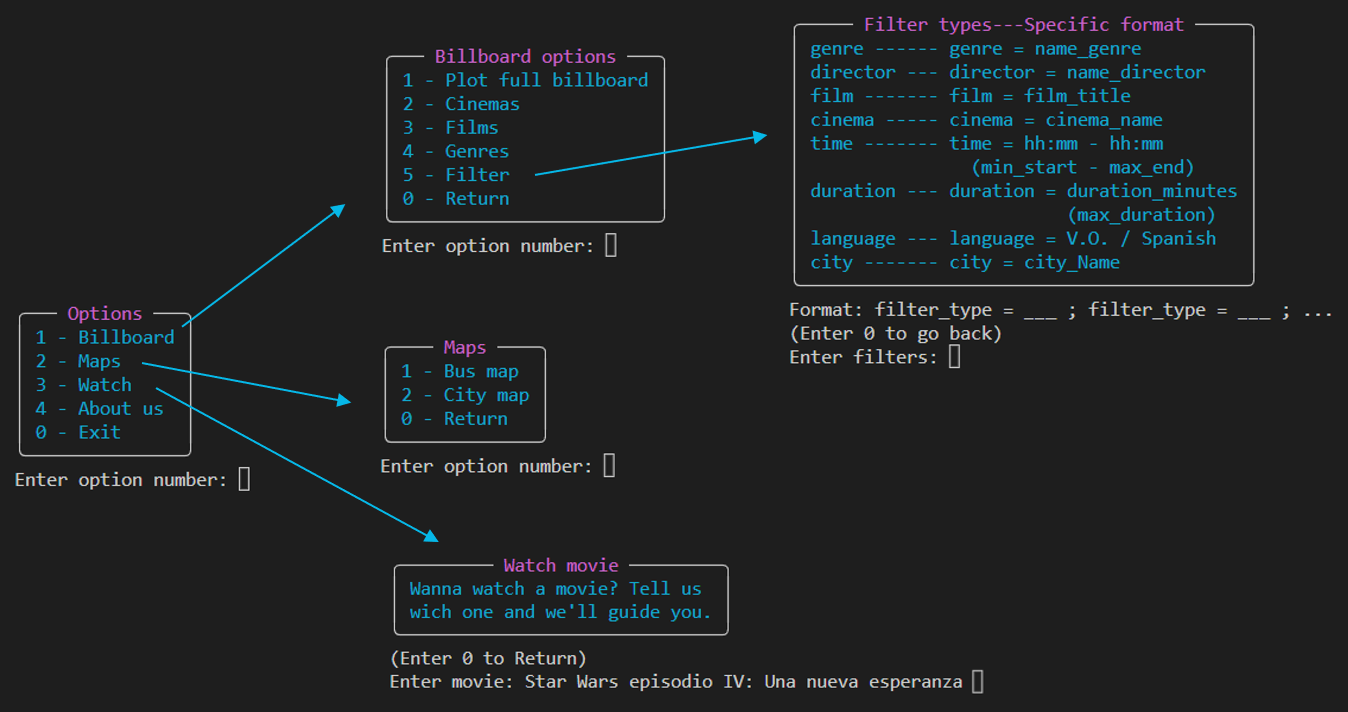 Options
1 - Billboard
2 - Maps
3 - Watch
4 - About us
0 - Exit
Enter option number:
Billboard options
1 - Plot full billboard
2 - Cinemas
3 - Films
4 - Genres
5 - Filter
0 - Return
Enter option number:
Filter types---Specific format
genre ------ genre = name_genre
director --- director = name_director
film ------- film = film_title
cinema ----- cinema = cinema_name
time ------- time = hh:mm - hh:mm
(min_start - max_end)
duration --- duration = duration_minutes
(max_duration)
language --- language = V.O. / Spanish
city ------- city = city_Name
Format: filter_type = ___ ; filter_type = ___ ; ...
(Enter 0 to go back)
Enter filters:
Maps
1 - Bus map
2 - City map
0 - Return
Enter option number:
Watch movie
Wanna watch a movie? Tell us
wich one and we'll guide you.
(Enter 0 to Return)
Enter movie: Star Wars episodio IV: Una nueva esperanza